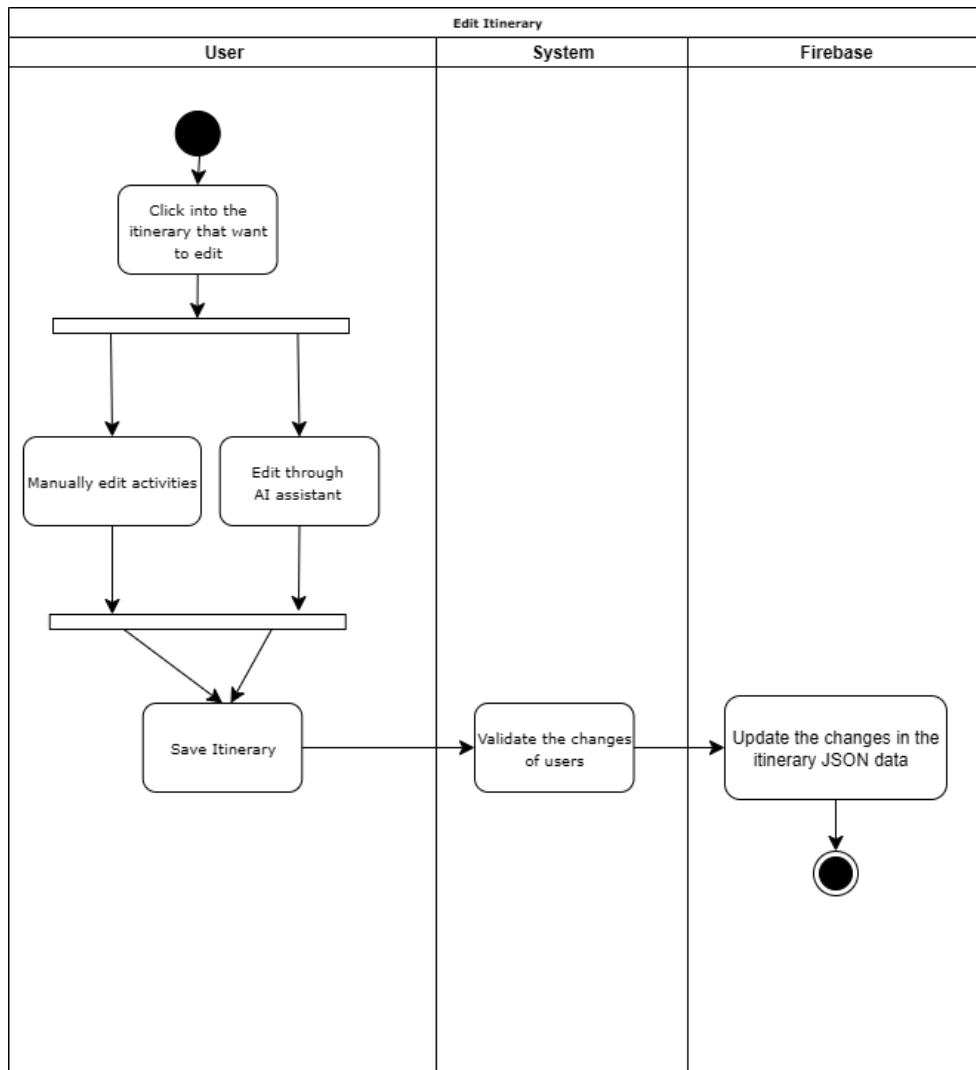 Edit Itinerary
User
System
Firebase
Click into the
itinerary that want
to edit
Manually edit activities
Edit through
AI assistant
Save Itinerary
Validate the changes
of users
Update the changes in the
itinerary JSON data